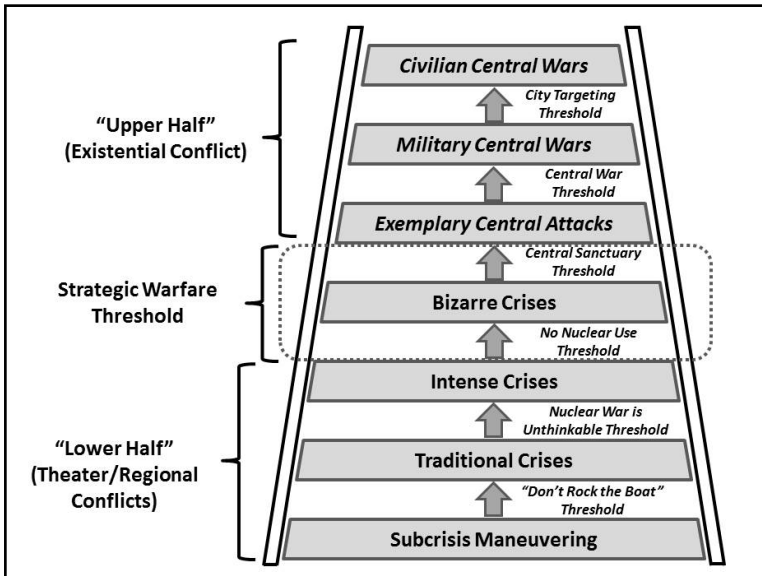 Civilian Central Wars
City Targeting
Threshold
“Upper Half”
(Existential Conflict)
Military Central Wars
Central War
Threshold
Exemplary Central Attacks
Central Sanctuary
Threshold
Strategic Warfare
Threshold
Bizarre Crises
No Nuclear Use
Threshold
Intense Crises
Nuclear War is
Unthinkable Threshold
“Lower Half”
(Theater/Regional
Conflicts)
Traditional Crises
“Don’t Rock the Boat”
Threshold
Subcrisis Maneuvering